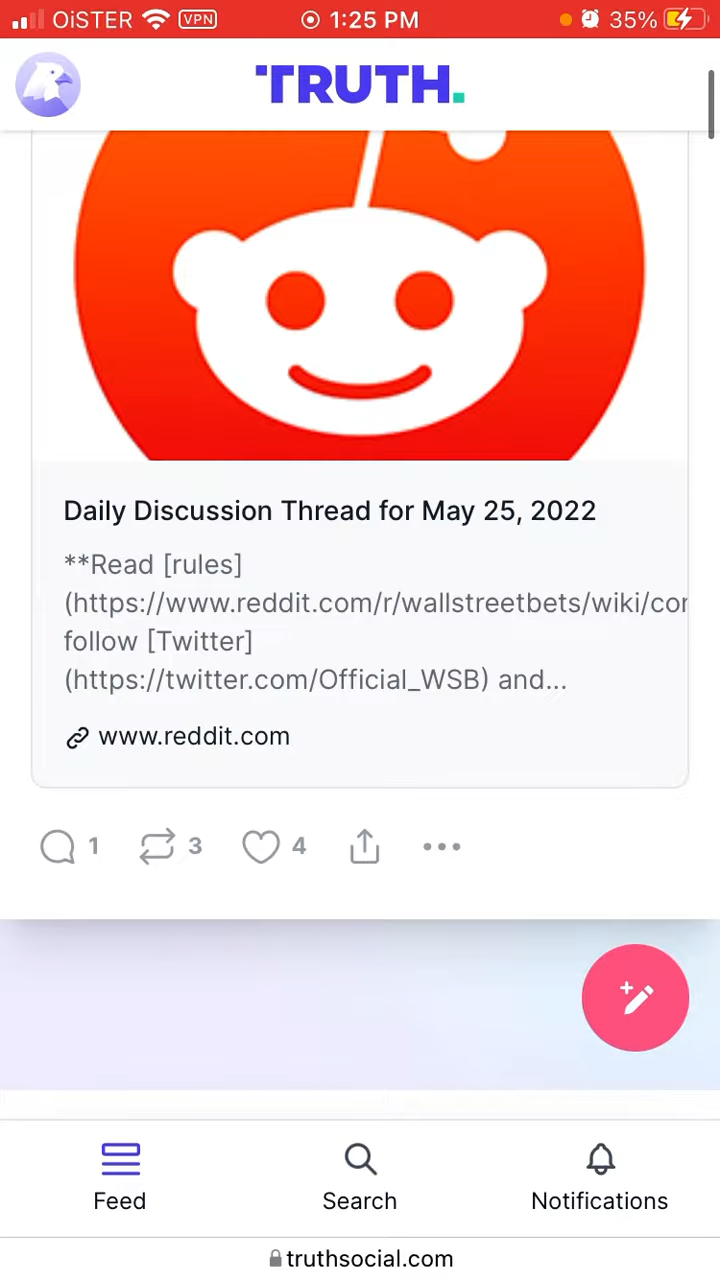 OiSTER VPN 1:25 PM 35%
TRUTH.
Daily Discussion Thread for May 25, 2022
**Read [rules]
(https://www.reddit.com/r/wallstreetbets/wiki/
follow [Twitter]
(https://twitter.com/Official_WSB) and...
www.reddit.com
1 3 4
Feed Search Notifications
truthsocial.com